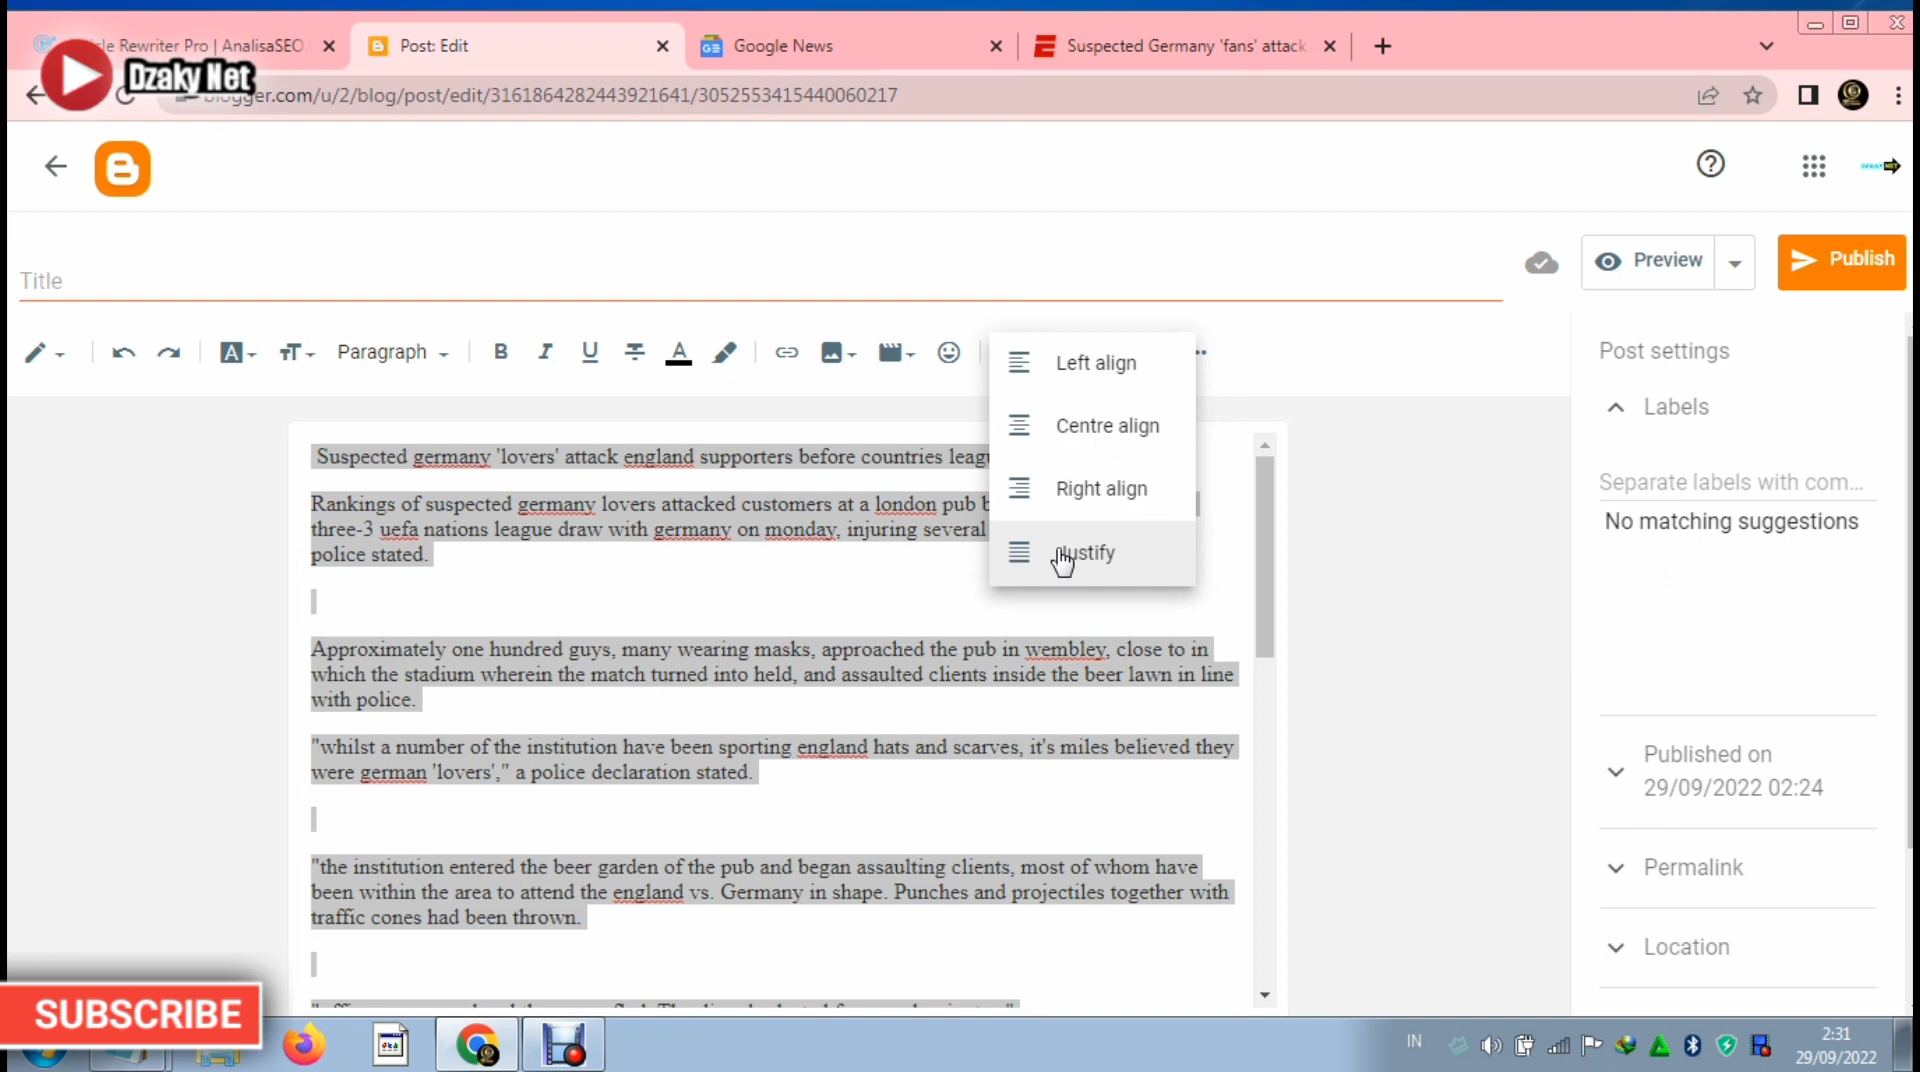 icle Rewriter Pro | AnalisaSEO.
Post: Edit
Google News
Suspected Germany 'fans' attack
Dzaky Net
blogger.com/u/2/blog/post/edit/3161864282443921641/3052553415440060217
Title
Preview
Publish
Paragraph
Left align
Centre align
Right align
Justify
Post settings
Labels
Separate labels with com...
No matching suggestions
Published on
29/09/2022 02:24
Permalink
Location
Suspected germany 'lovers' attack england supporters before countries leagu
Rankings of suspected germany lovers attacked customers at a london pub b
three-3 uefa nations league draw with germany on monday, injuring several
police stated.
Approximately one hundred guys, many wearing masks, approached the pub in wembley, close to in
which the stadium wherein the match turned into held, and assaulted clients inside the beer lawn in line
with police.
"whilst a number of the institution have been sporting england hats and scarves, it's miles believed they
were german 'lovers'," a police declaration stated.
"the institution entered the beer garden of the pub and began assaulting clients, most of whom have
been within the area to attend the england vs. Germany in shape. Punches and projectiles together with
traffic cones had been thrown.
SUBSCRIBE
IN
2:31
29/09/2022